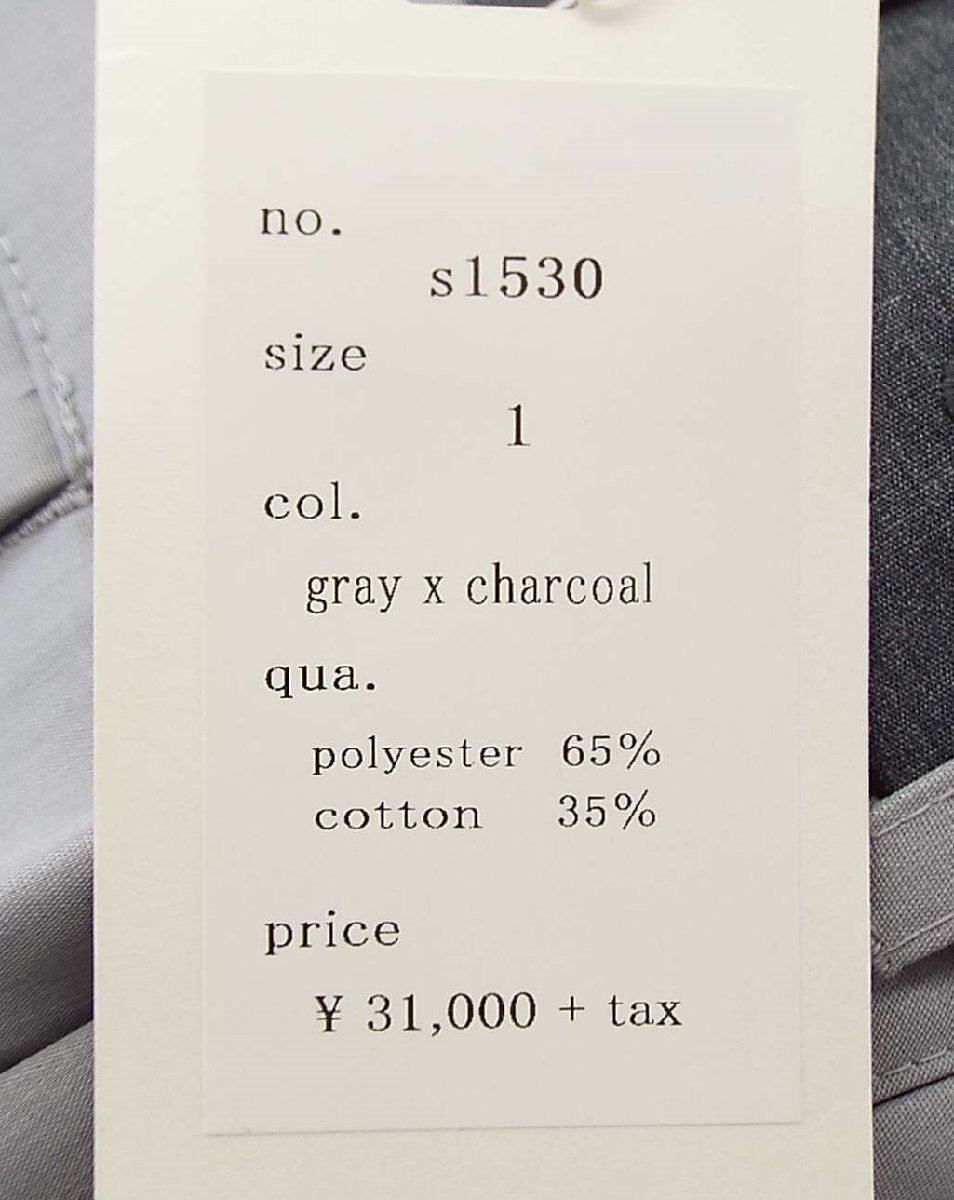 no.
s1530
size
1
col.
gray x charcoal
qua.
polyester 65%
cotton 35%
price
¥ 31,000 + tax